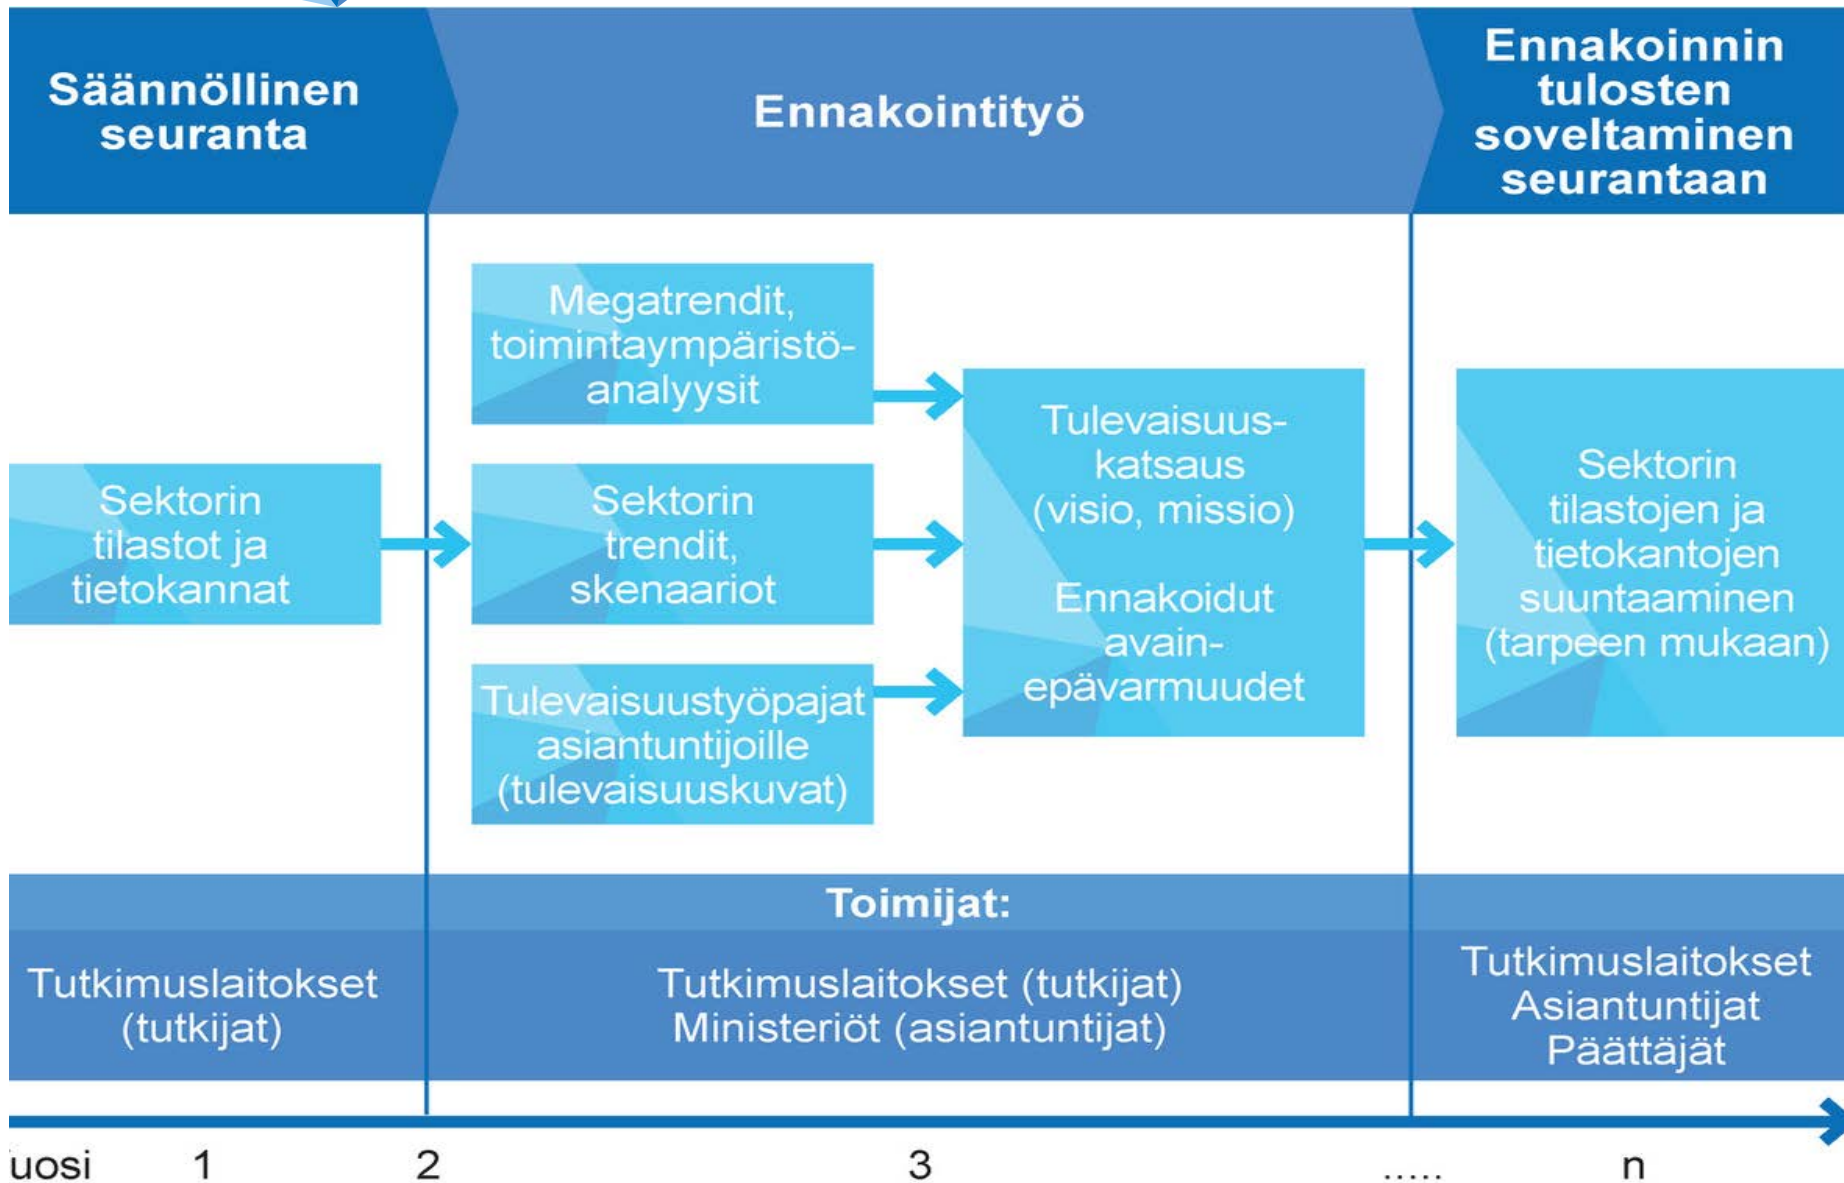 Säännöllinen
seuranta
Ennakointityö
Ennakoinnin
tulosten
soveltaminen
seurantaan
Megatrendit,
toimintaympäristö-
analyysit
Sektorin
tilastot ja
tietokannat
Sektorin
trendit,
skenaariot
Tulevaisuustyöpajat
asiantuntijoille
(tulevaisuuskuvat)
Tulevaisuus-
katsaus
(visio, missio)
Ennakoidut
avain-
epävarmuudet
Sektorin
tilastojen ja
tietokantojen
suuntaaminen
(tarpeen mukaan)
Toimijat:
Tutkimuslaitokset
(tutkijat)
Tutkimuslaitokset (tutkijat)
Ministeriöt (asiantuntijat)
Tutkimuslaitokset
Asiantuntijat
Päättäjät
uosi 1 2 3 ..... n